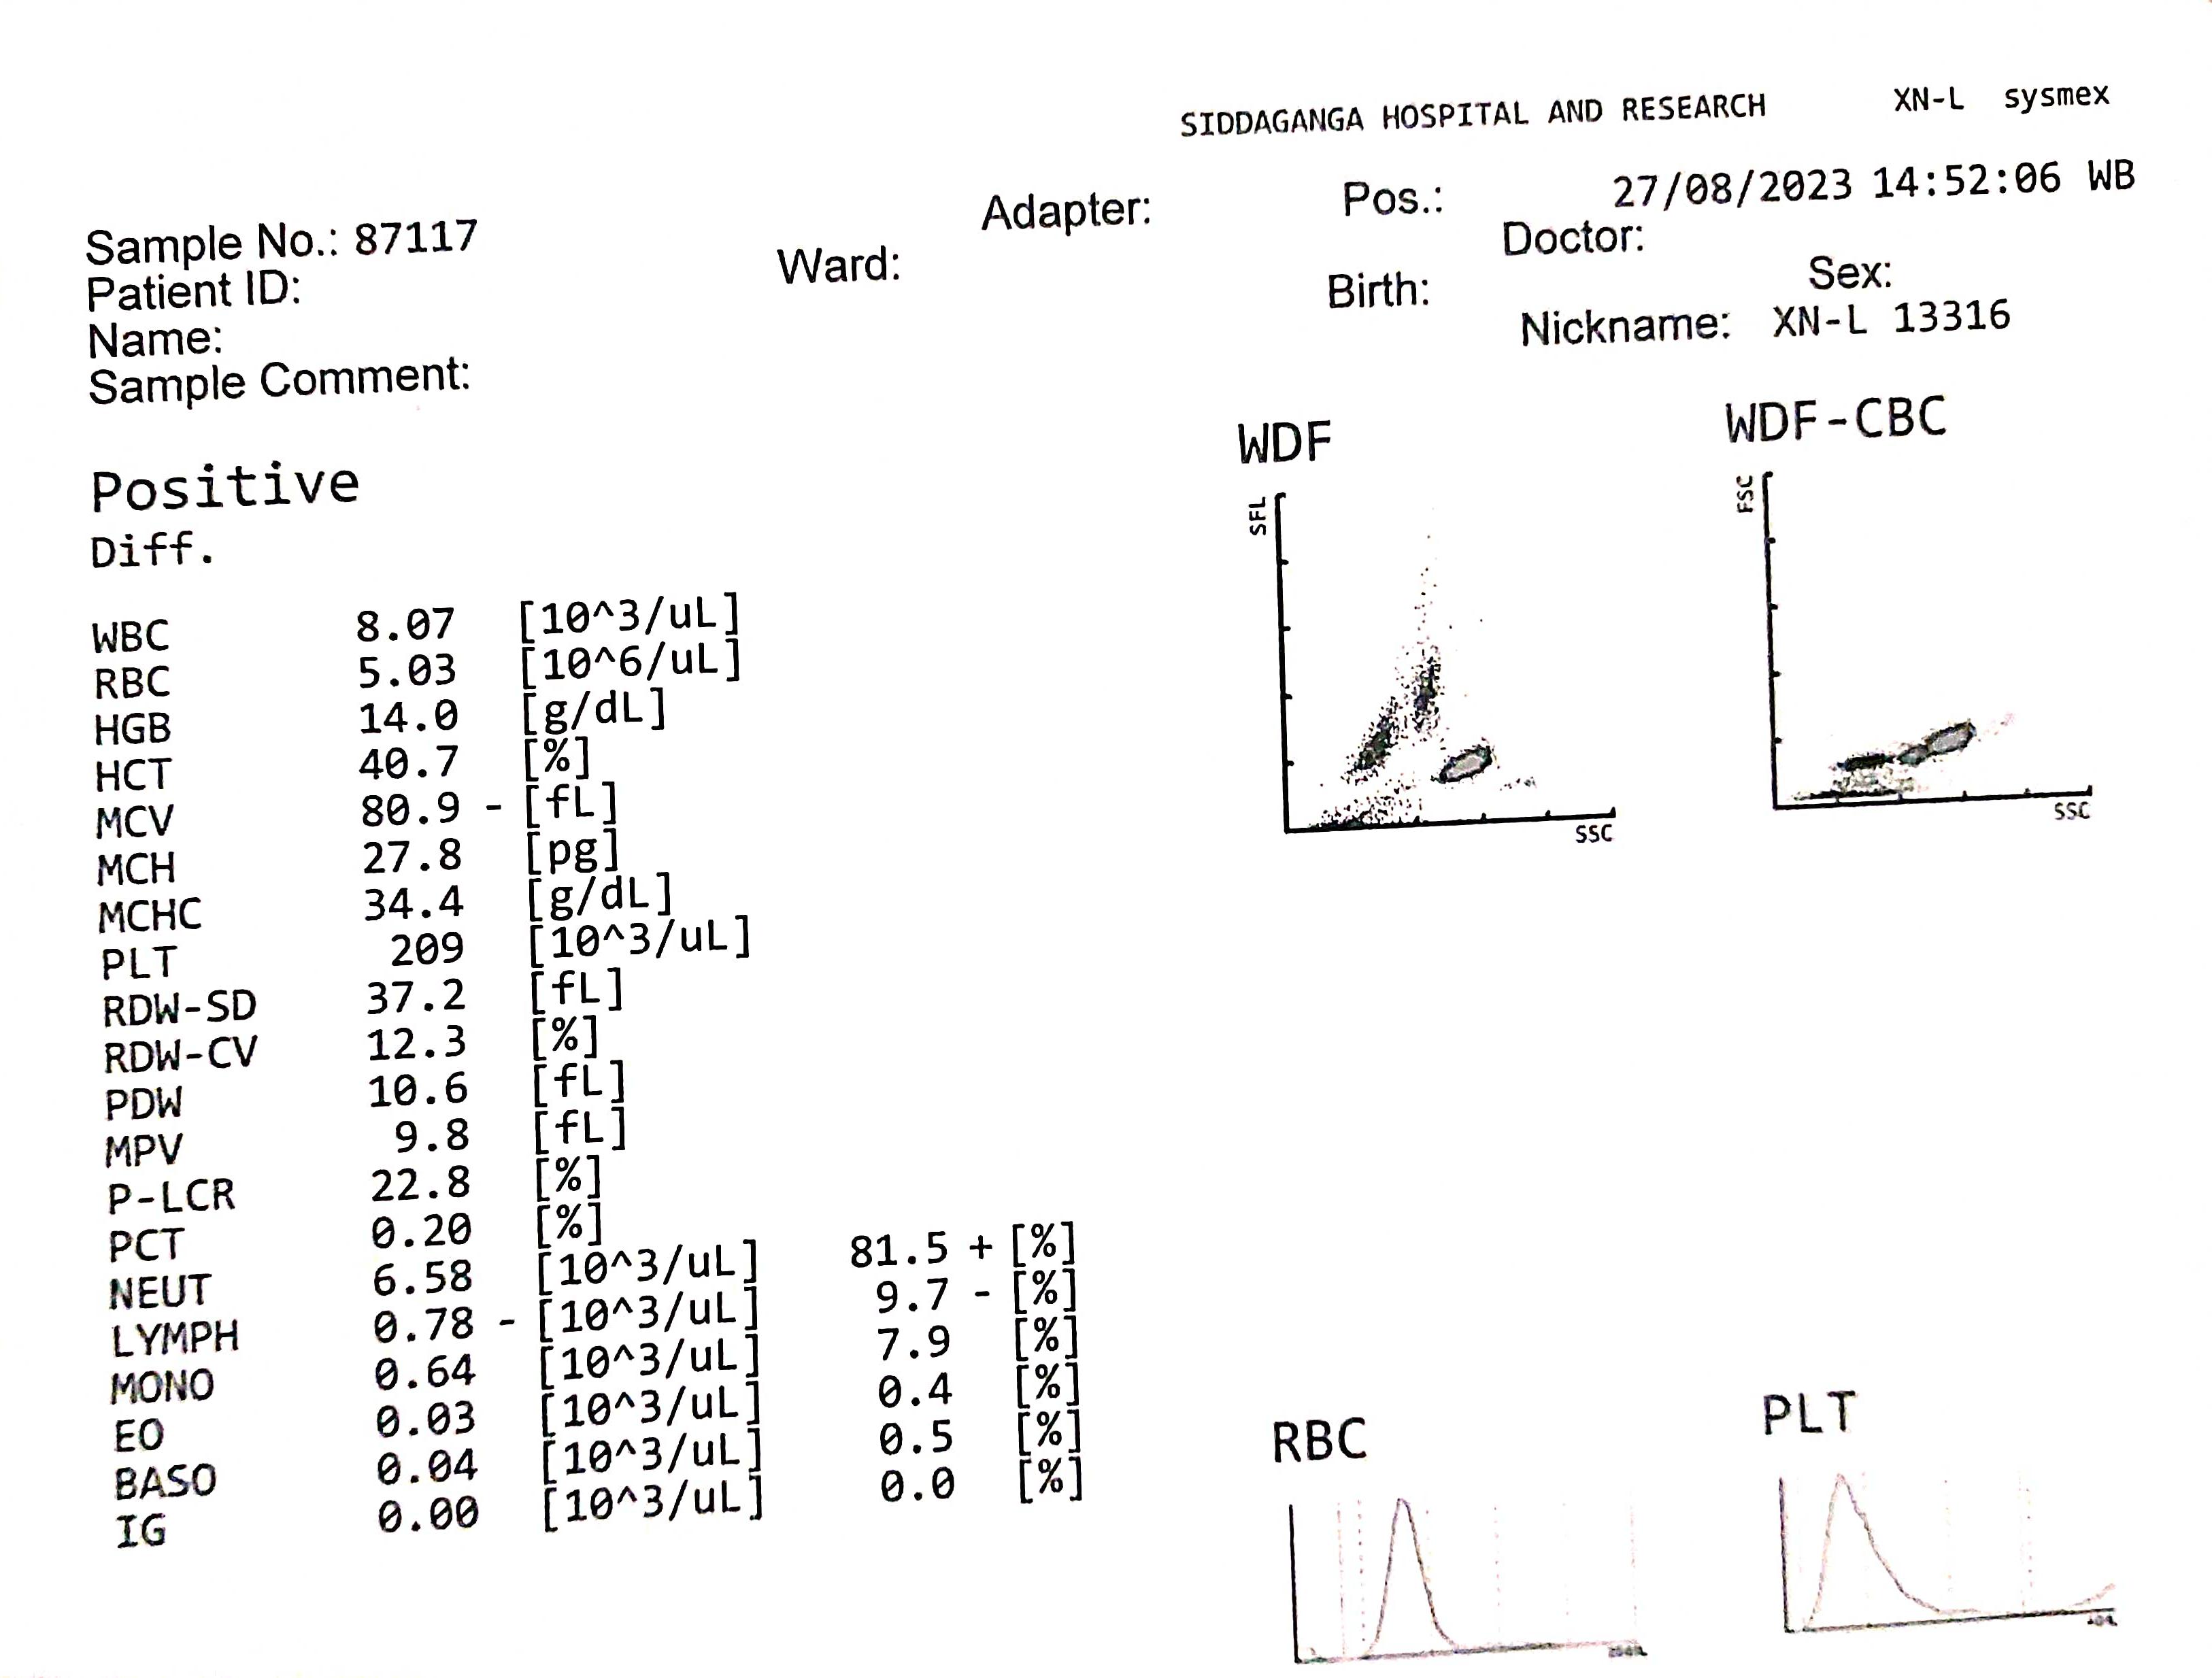 SIDDAGANGA HOSPITAL AND RESEARCH XN-L sysmex
Adapter: Pos.: 27/08/2023 14:52:06 WB
Sample No.: 87117
Ward: Doctor:
Patient ID:
Birth: Sex:
Name:
Nickname: XN-L 13316
Sample Comment:
Positive
Diff.
WDF
WDF-CBC
SFL
SSC
FSC
SSC
WBC 8.07 [10^3/uL]
RBC 5.03 [10^6/uL]
HGB 14.0 [g/dL]
HCT 40.7 [%]
MCV 80.9 - [fL]
MCH 27.8 [pg]
MCHC 34.4 [g/dL]
PLT 209 [10^3/uL]
RDW-SD 37.2 [fL]
RDW-CV 12.3 [%]
PDW 10.6 [fL]
MPV 9.8 [fL]
P-LCR 22.8 [%]
PCT 0.20 [%]
NEUT 6.58 [10^3/uL] 81.5 + [%]
LYMPH 0.78 - [10^3/uL] 9.7 - [%]
MONO 0.64 [10^3/uL] 7.9 [%]
EO 0.03 [10^3/uL] 0.4 [%]
BASO 0.04 [10^3/uL] 0.5 [%]
IG 0.00 [10^3/uL] 0.0 [%]
RBC
PLT